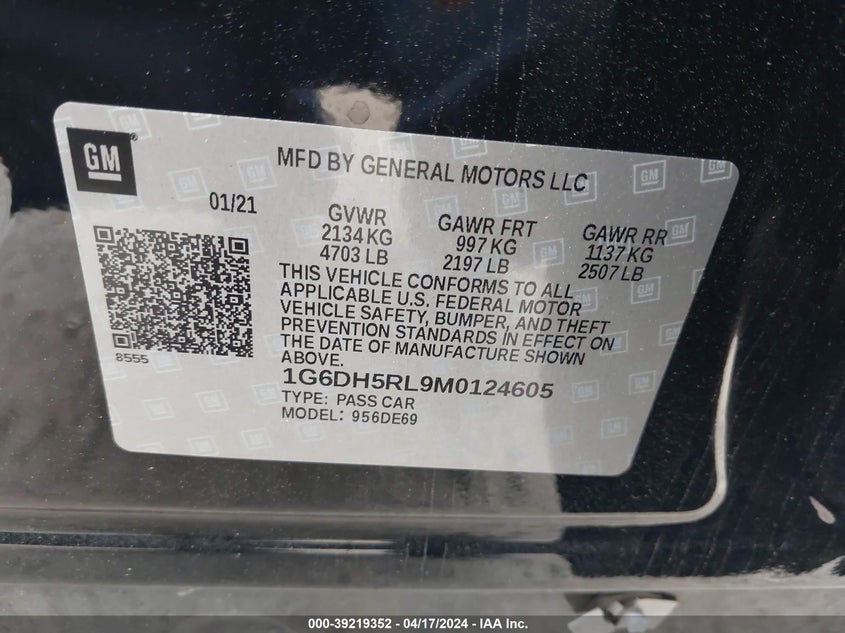 GM
MFD BY GENERAL MOTORS LLC
01/21
GVWR
2134 KG
4703 LB
GAWR FRT
997 KG
2197 LB
GAWR RR
1137 KG
2507 LB
THIS VEHICLE CONFORMS TO ALL
APPLICABLE U.S. FEDERAL MOTOR
VEHICLE SAFETY, BUMPER, AND THEFT
PREVENTION STANDARDS IN EFFECT ON
THE DATE OF MANUFACTURE SHOWN
ABOVE.
8555
1G6DH5RL9M0124605
TYPE: PASS CAR
MODEL: 956DE69
000-39219352 - 04/17/2024 - IAA Inc.